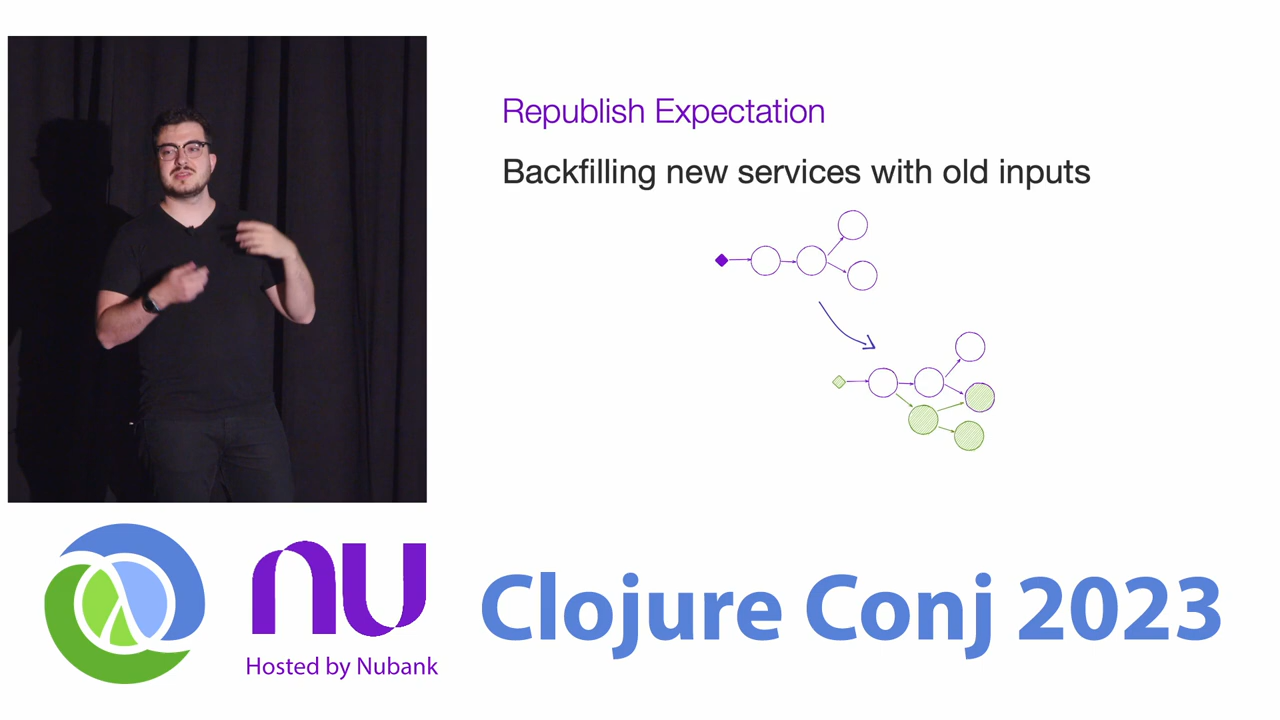 Republish Expectation
Backfilling new services with old inputs
nu
Hosted by Nubank
Clojure Conj 2023